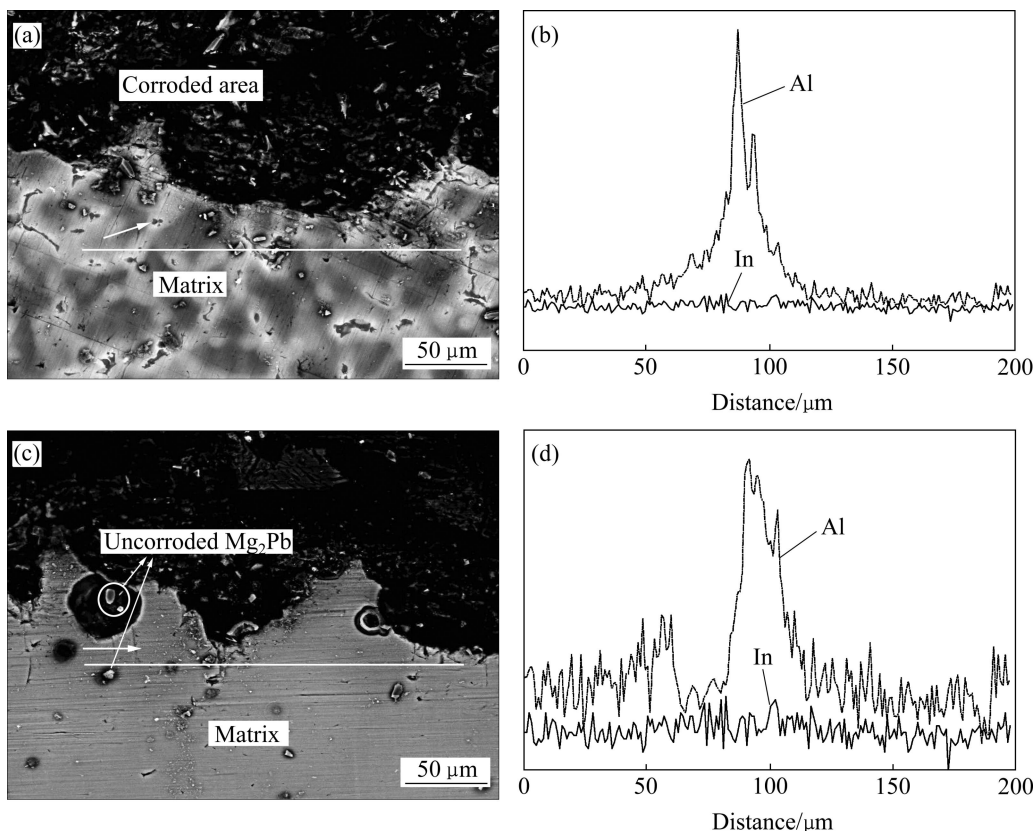 (a)
Corroded area
Matrix
50 μm
(b)
Al
In
0 50 100 150 200
Distance/μm
(c)
Uncorroded Mg₂Pb
Matrix
50 μm
(d)
Al
In
0 50 100 150 200
Distance/μm